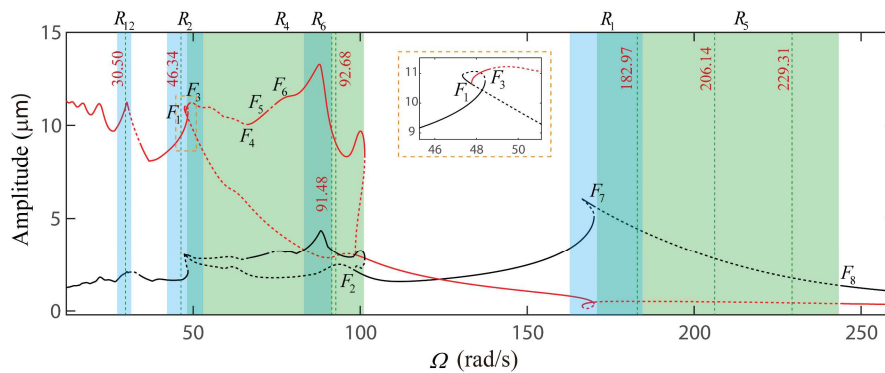 R12 R2 R4 R6 R1 R5
15
10
5
0
Amplitude (μm)
30.50
46.34
91.48
92.68
182.97
206.14
229.31
F1
F3
F4
F5
F6
F2
F7
F8
11
10
9
46 48 50
F1
F3
50 100 150 200 250
Ω (rad/s)